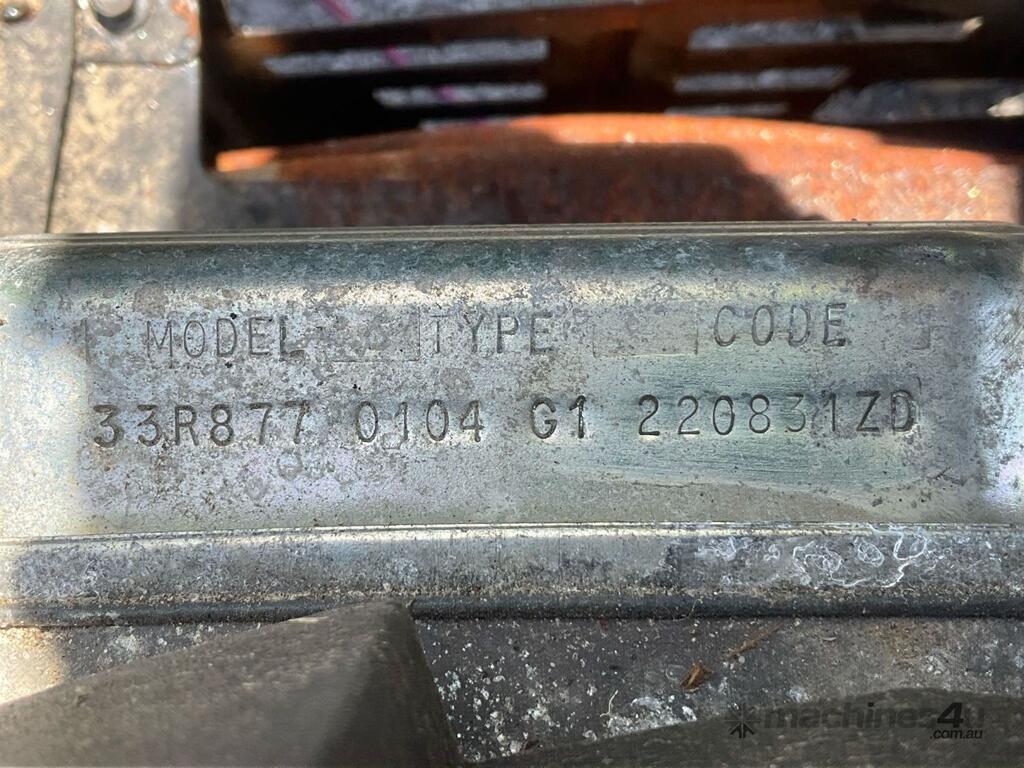 MODEL TYPE CODE
33R877 0104 G1 220831ZD
machines4u
.com.au